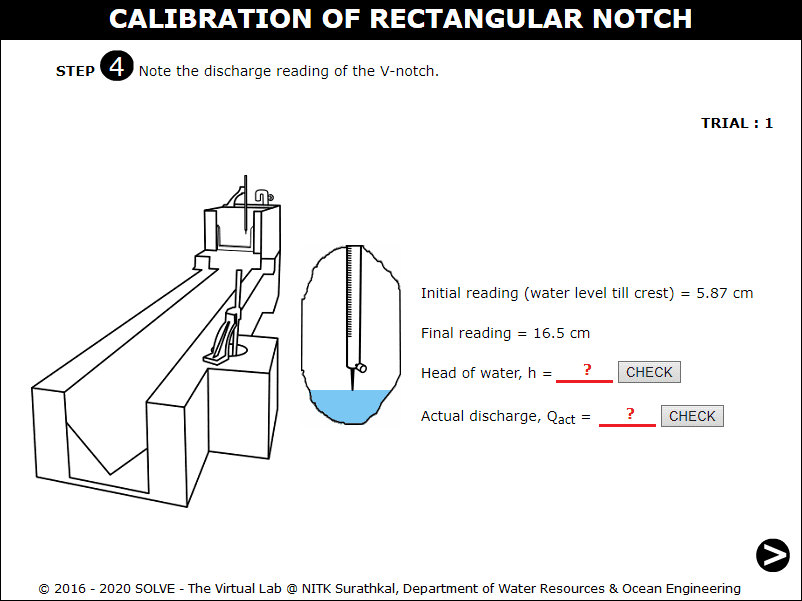 CALIBRATION OF RECTANGULAR NOTCH
STEP 4 Note the discharge reading of the V-notch.
TRIAL : 1
Initial reading (water level till crest) = 5.87 cm
Final reading = 16.5 cm
Head of water, h = ? CHECK
Actual discharge, Qact = ? CHECK
>
© 2016 - 2020 SOLVE - The Virtual Lab @ NITK Surathkal, Department of Water Resources & Ocean Engineering